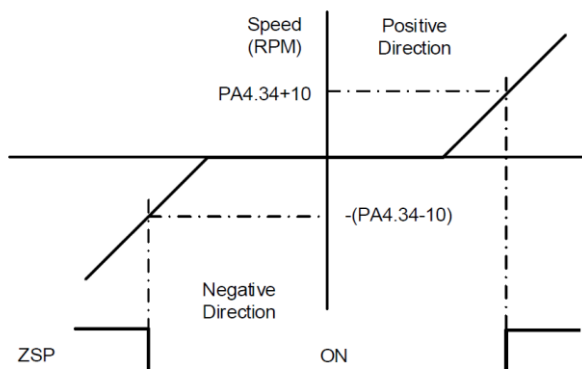 Speed
(RPM)
Positive
Direction
PA4.34+10
-(PA4.34-10)
Negative
Direction
ZSP
ON